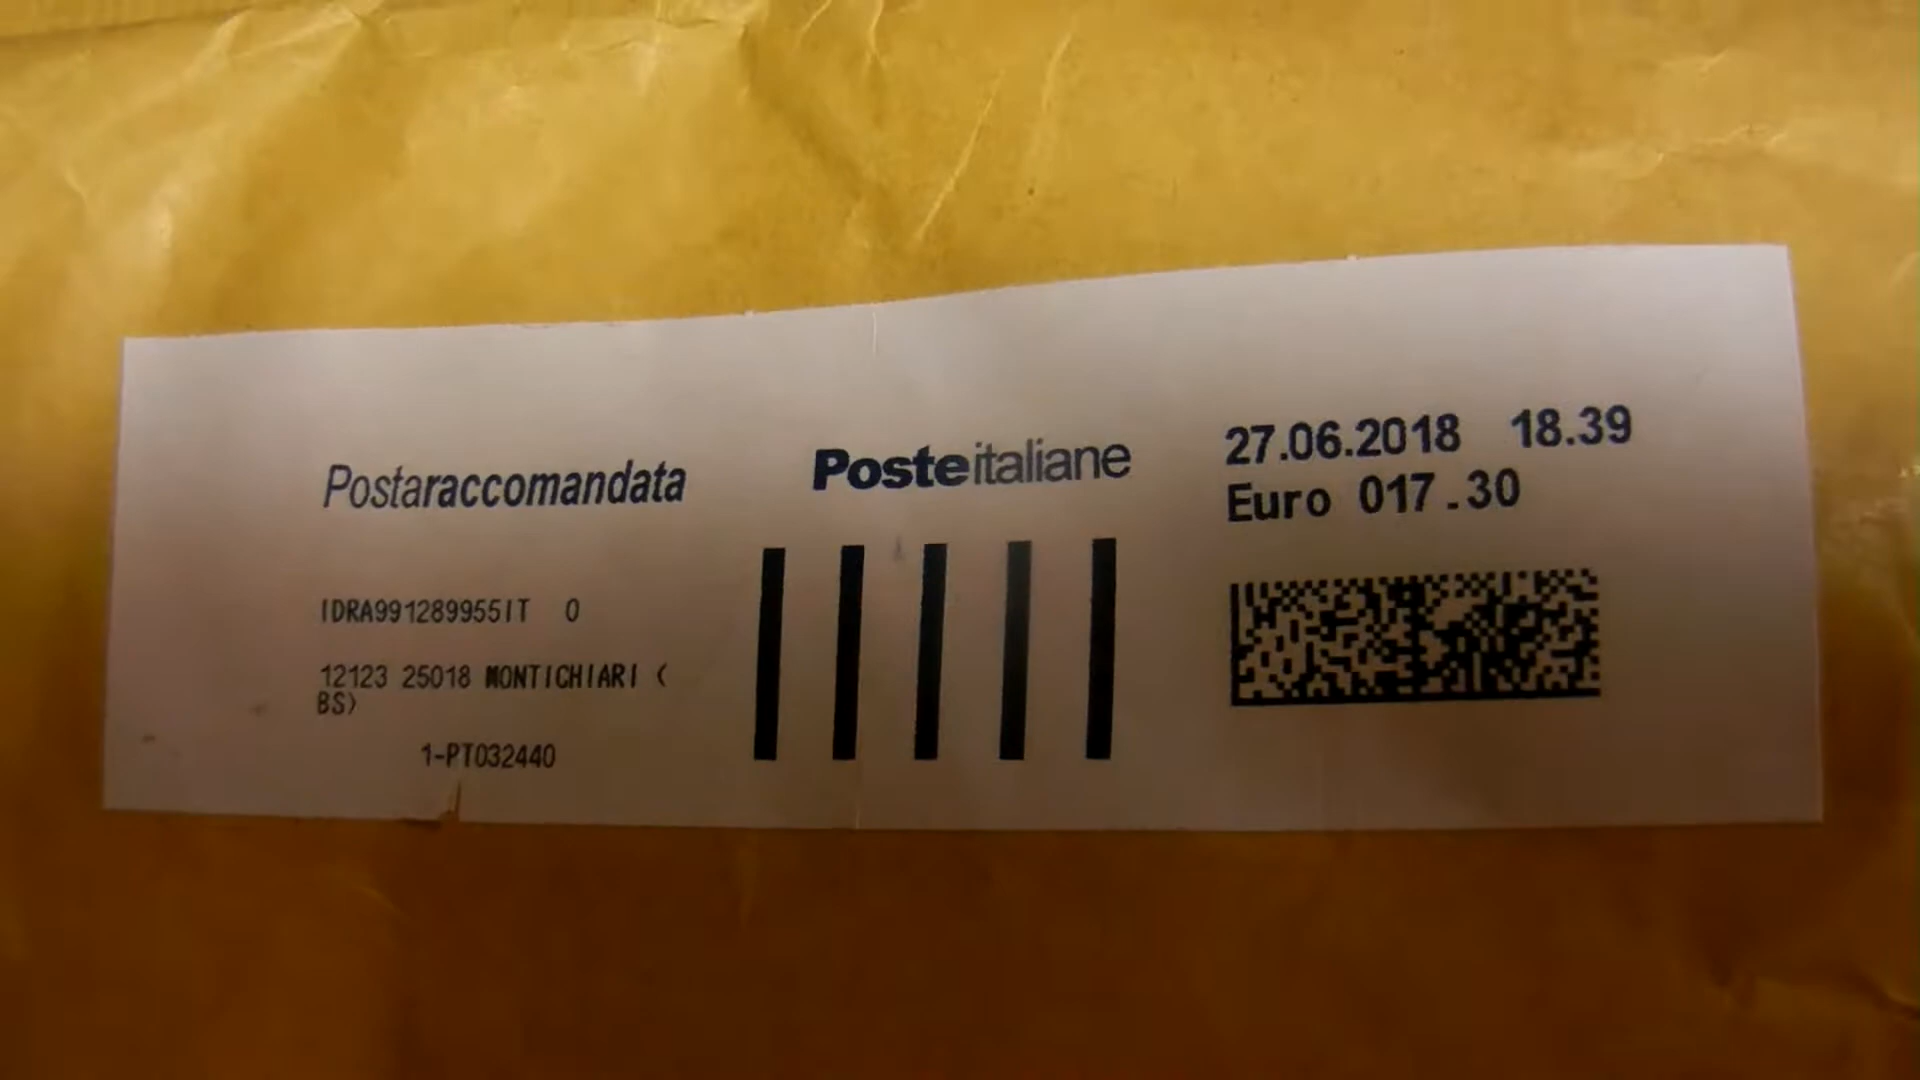 Postaraccomandata
Posteitaliane
27.06.2018 18.39
Euro 017.30
IDRA991289955IT 0
12123 25018 MONTICHIARI (
BS)
1-PT032440